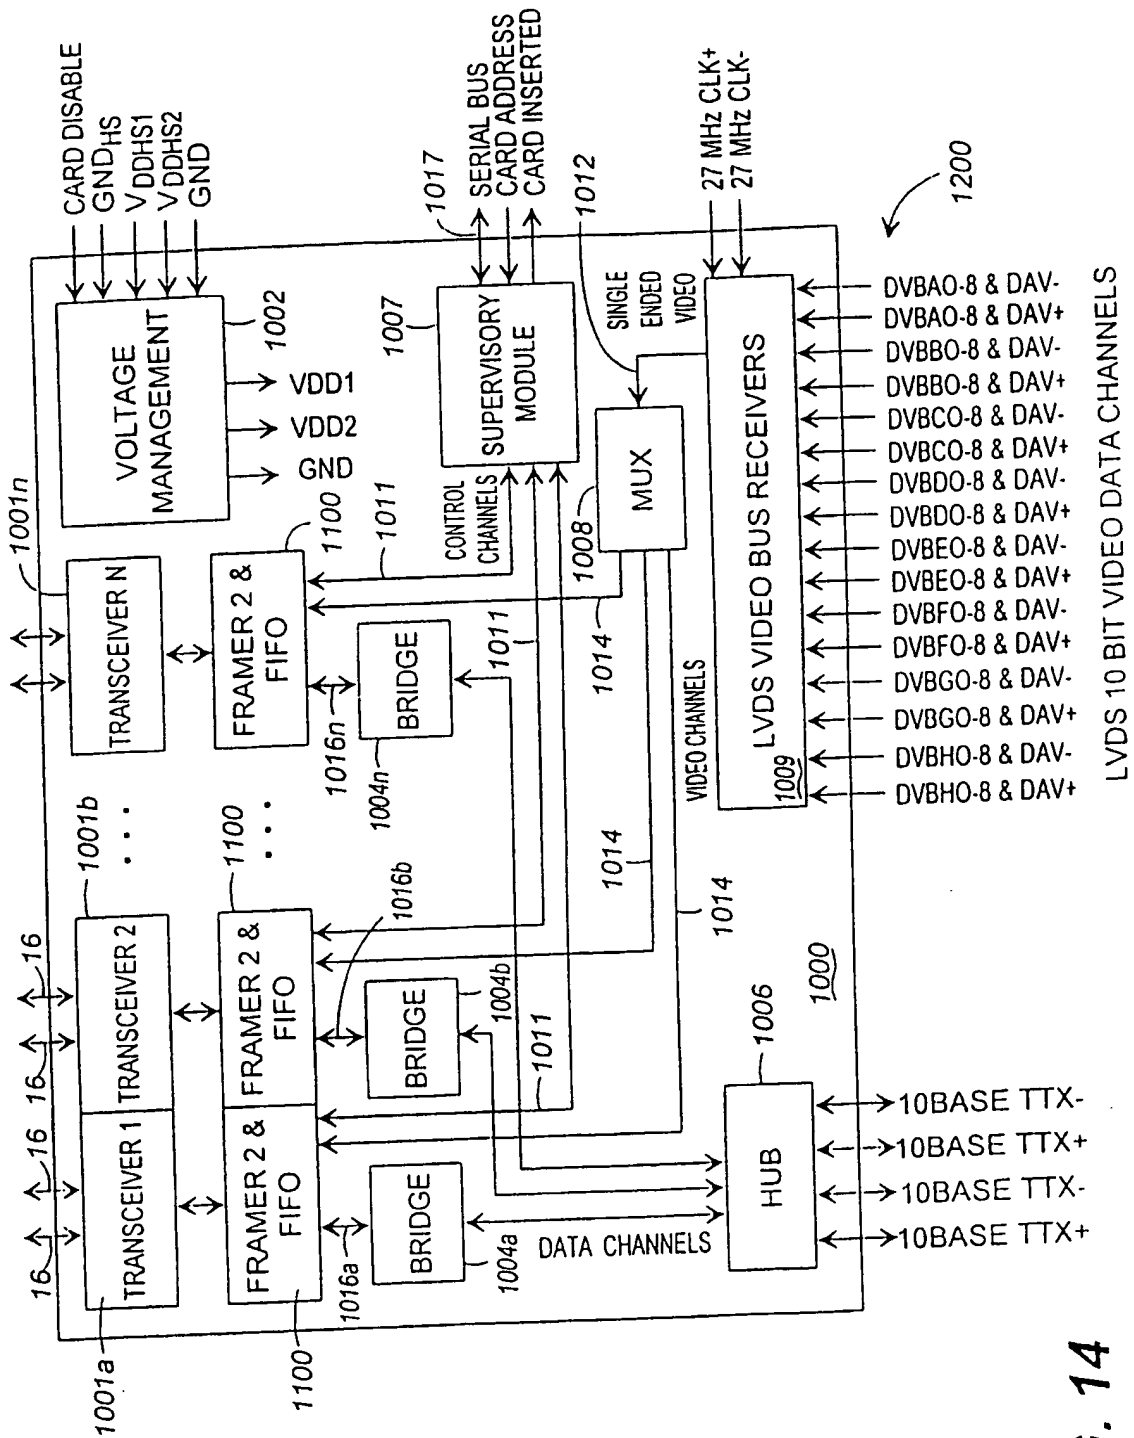 CARD DISABLE
GNDHS
VDDHS1
VDDHS2
GND
VOLTAGE
MANAGEMENT
1002
VDD1
VDD2
GND
1001n
TRANSCEIVER N
FRAMER 2 &
FIFO
1100
1016n
BRIDGE
1004n
1001b
. . .
TRANSCEIVER 2
16
16
1100
. . .
FRAMER 2 &
FIFO
1016b
BRIDGE
1004b
TRANSCEIVER 1
16
16
1001a
FRAMER 2 &
FIFO
1100
1016a
BRIDGE
1004a
1017
SERIAL BUS
CARD ADDRESS
CARD INSERTED
1007
SUPERVISORY
MODULE
CONTROL
CHANNELS
1011
1011
1011
SINGLE
ENDED
VIDEO
1012
MUX
1008
1014
1014
1014
VIDEO CHANNELS
27 MHz CLK+
27 MHz CLK-
LVDS VIDEO BUS RECEIVERS
1009
1200
DVBAO-8 & DAV-
DVBAO-8 & DAV+
DVBBO-8 & DAV-
DVBBO-8 & DAV+
DVBCO-8 & DAV-
DVBCO-8 & DAV+
DVBDO-8 & DAV-
DVBDO-8 & DAV+
DVBEO-8 & DAV-
DVBEO-8 & DAV+
DVBFO-8 & DAV-
DVBFO-8 & DAV+
DVBGO-8 & DAV-
DVBGO-8 & DAV+
DVBHO-8 & DAV-
DVBHO-8 & DAV+
LVDS 10 BIT VIDEO DATA CHANNELS
1000
1006
HUB
DATA CHANNELS
10BASE TTX-
10BASE TTX+
10BASE TTX-
10BASE TTX+
14